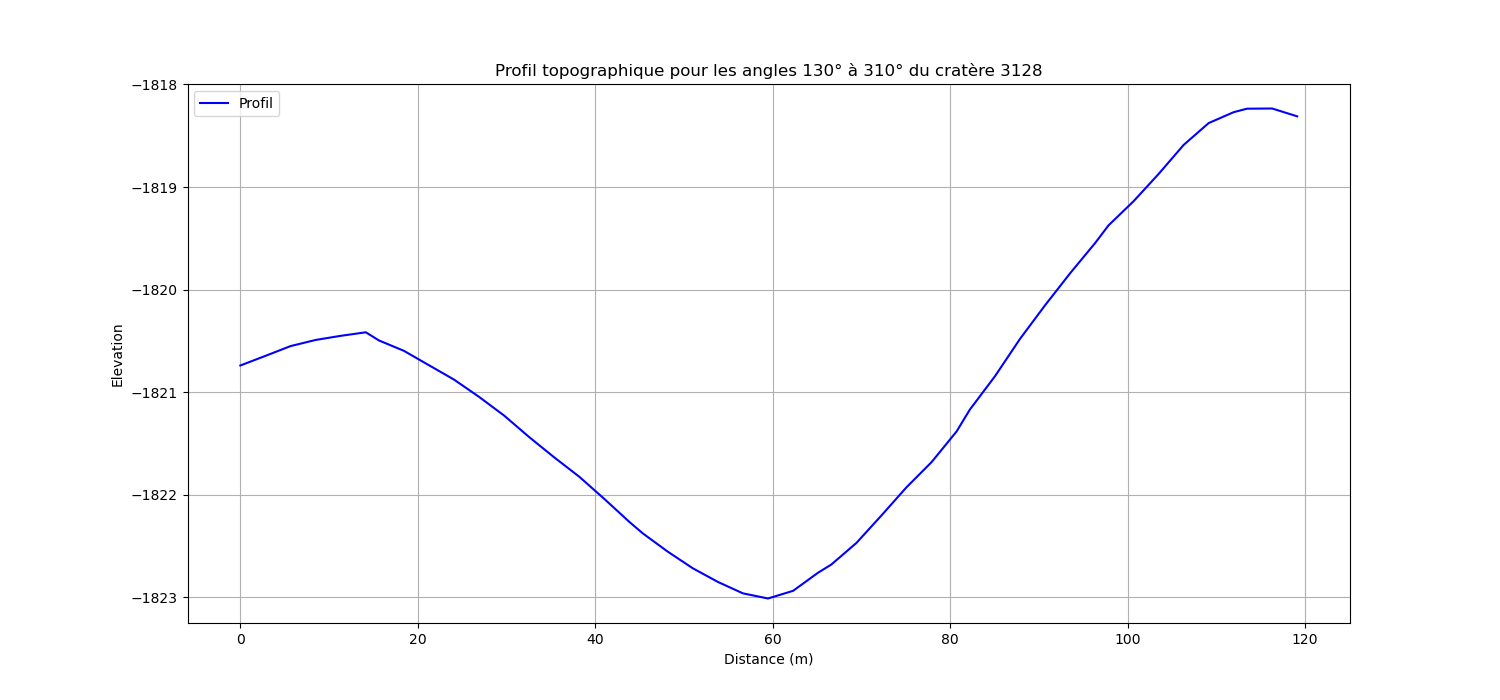 Profil topographique pour les angles 130° à 310° du cratère 3128
Profil
−1818
−1819
−1820
−1821
−1822
−1823
Elevation
0 20 40 60 80 100 120
Distance (m)